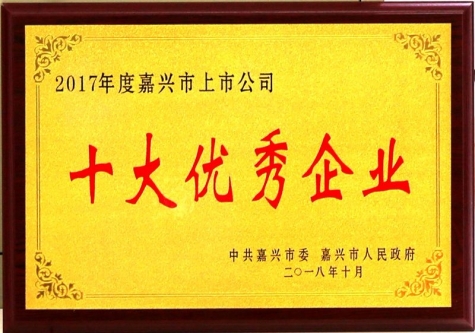 2017年度嘉兴市上市公司
十大优秀企业
中共嘉兴市委 嘉兴市人民政府
二〇一八年十月